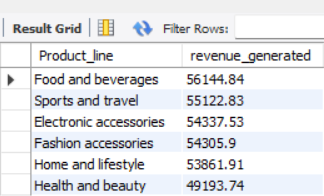 Result Grid Filter Rows:
Product_line revenue_generated
Food and beverages 56144.84
Sports and travel 55122.83
Electronic accessories 54337.53
Fashion accessories 54305.9
Home and lifestyle 53861.91
Health and beauty 49193.74